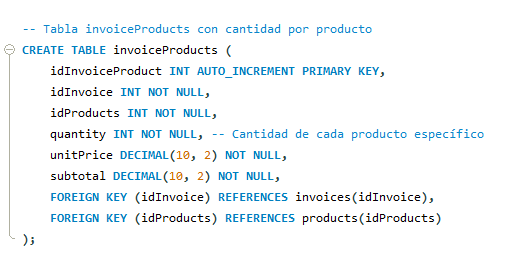 -- Tabla invoiceProducts con cantidad por producto
CREATE TABLE invoiceProducts (
idInvoiceProduct INT AUTO_INCREMENT PRIMARY KEY,
idInvoice INT NOT NULL,
idProducts INT NOT NULL,
quantity INT NOT NULL, -- Cantidad de cada producto específico
unitPrice DECIMAL(10, 2) NOT NULL,
subtotal DECIMAL(10, 2) NOT NULL,
FOREIGN KEY (idInvoice) REFERENCES invoices(idInvoice),
FOREIGN KEY (idProducts) REFERENCES products(idProducts)
);